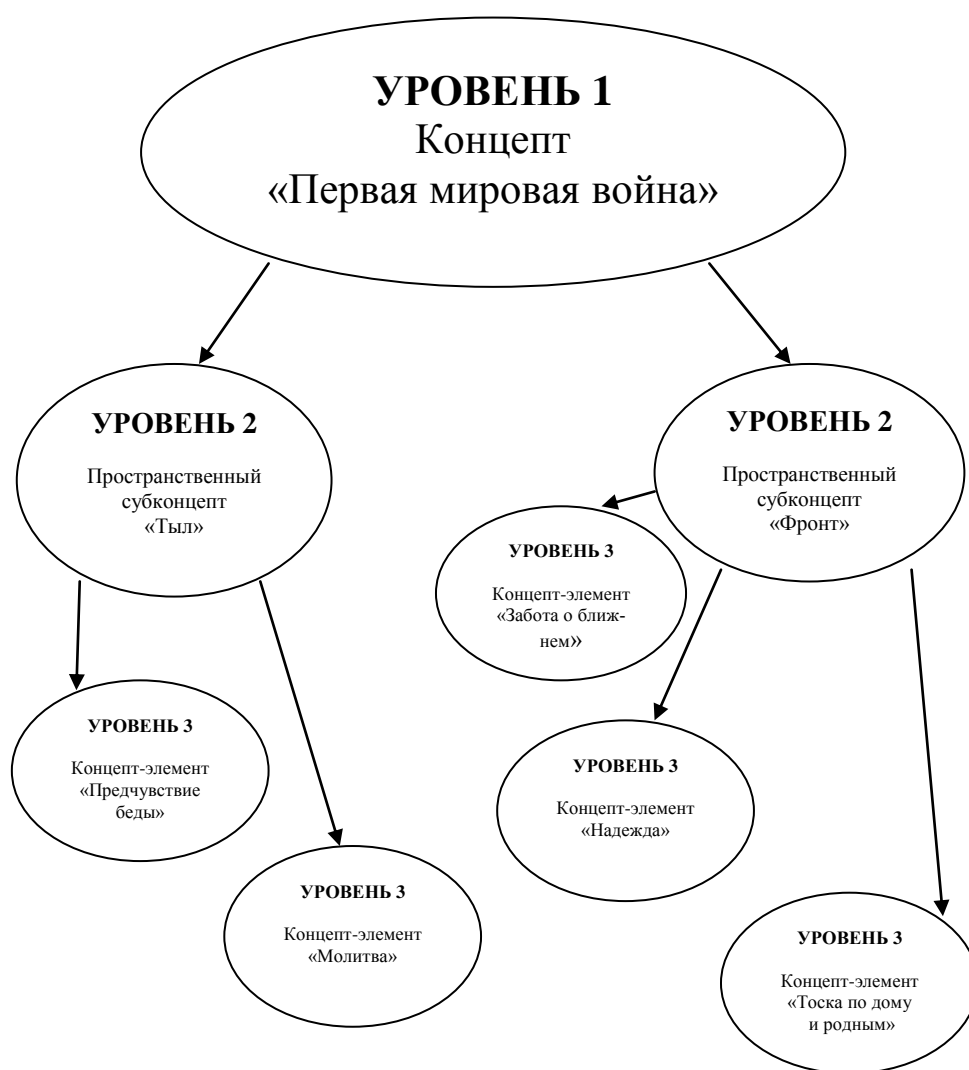 УРОВЕНЬ 1
Концепт
«Первая мировая война»
УРОВЕНЬ 2
Пространственный
субконцепт
«Тыл»
УРОВЕНЬ 2
Пространственный
субконцепт
«Фронт»
УРОВЕНЬ 3
Концепт-элемент
«Забота о ближ-
нем»
УРОВЕНЬ 3
Концепт-элемент
«Предчувствие
беды»
УРОВЕНЬ 3
Концепт-элемент
«Надежда»
УРОВЕНЬ 3
Концепт-элемент
«Молитва»
УРОВЕНЬ 3
Концепт-элемент
«Тоска по дому
и родным»